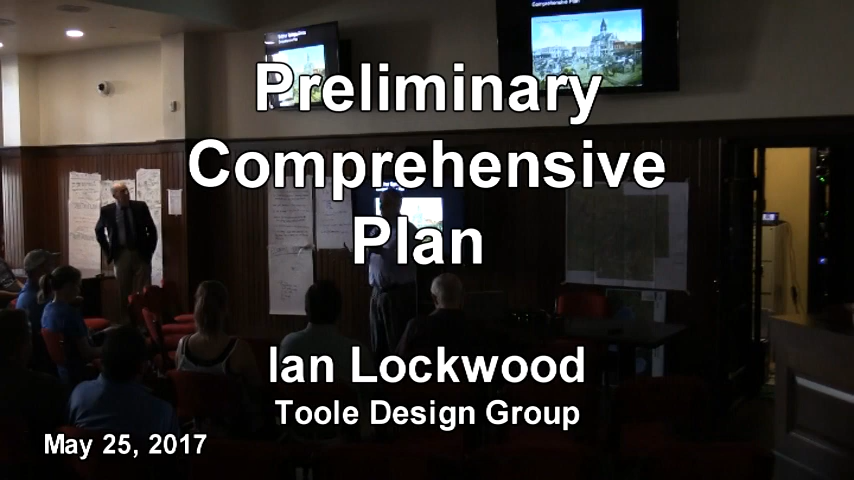 Comprehensive Plan
Preliminary
Comprehensive
Plan
Ian Lockwood
Toole Design Group
May 25, 2017